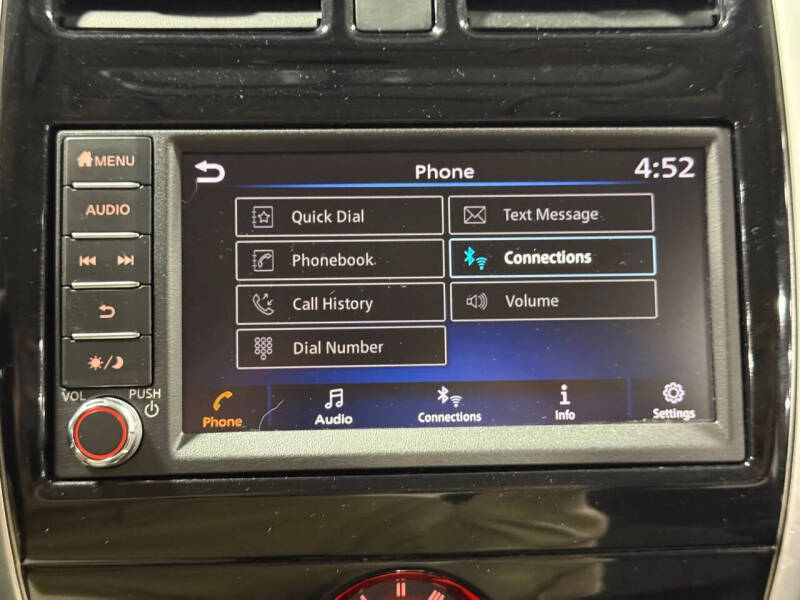 MENU
AUDIO
VOL
PUSH
Phone
4:52
Quick Dial
Text Message
Phonebook
Connections
Call History
Volume
Dial Number
Phone
Audio
Connections
Info
Settings